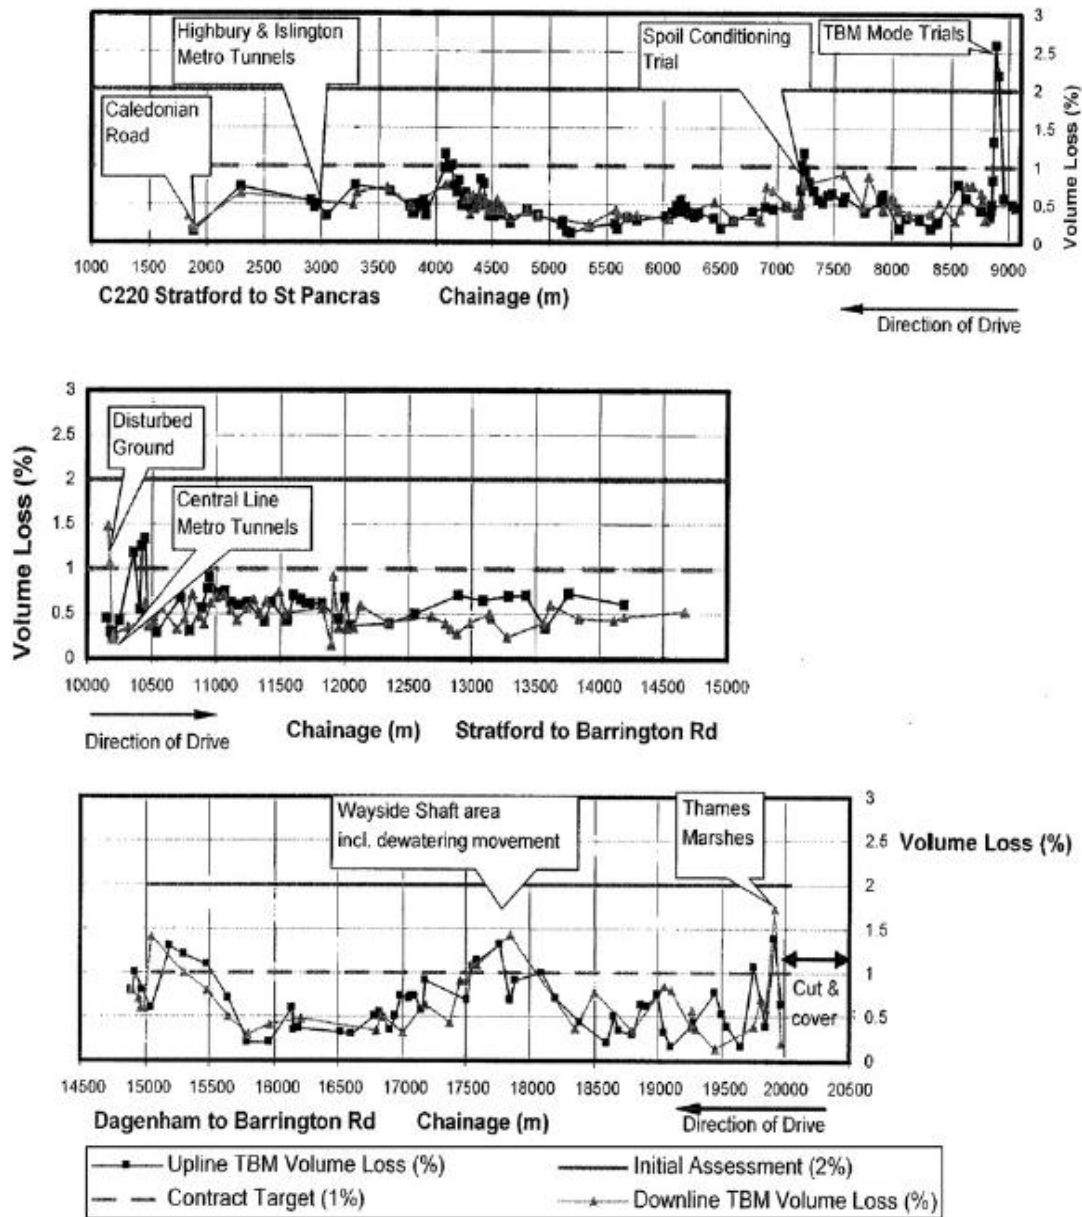 Highbury & Islington
Metro Tunnels
Caledonian
Road
Spoil Conditioning
Trial
TBM Mode Trials
3
2.5
2
1.5
1
0.5
0
Volume Loss (%)
1000 1500 2000 2500 3000 3500 4000 4500 5000 5500 6000 6500 7000 7500 8000 8500 9000
C220 Stratford to St Pancras Chainage (m)
Direction of Drive
3
2.5
2
1.5
1
0.5
0
Volume Loss (%)
Disturbed
Ground
Central Line
Metro Tunnels
10000 10500 11000 11500 12000 12500 13000 13500 14000 14500 15000
Chainage (m) Stratford to Barrington Rd
Direction of Drive
Wayside Shaft area
incl. dewatering movement
Thames
Marshes
3
2.5
2
1.5
1
0.5
0
Volume Loss (%)
Cut &
cover
14500 15000 15500 16000 16500 17000 17500 18000 18500 19000 19500 20000 20500
Dagenham to Barrington Rd Chainage (m)
Direction of Drive
Upline TBM Volume Loss (%) Initial Assessment (2%)
Contract Target (1%) Downline TBM Volume Loss (%)